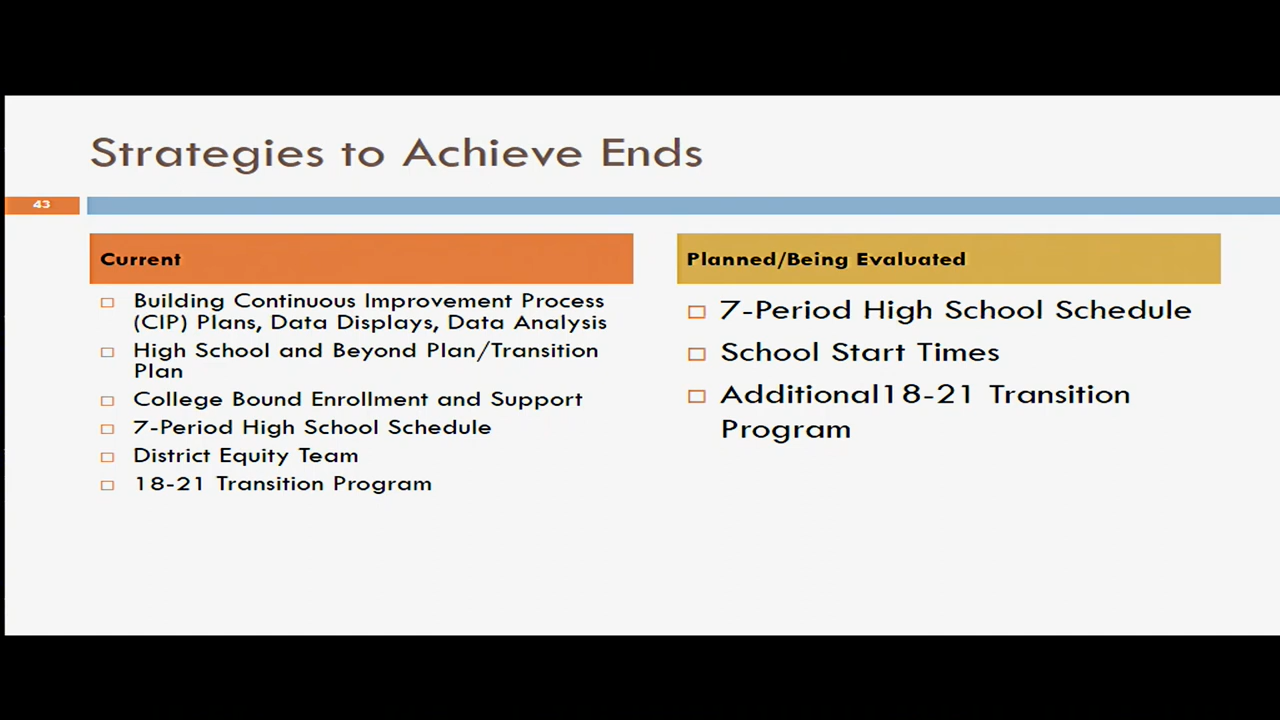 Strategies to Achieve Ends
43
Current
Building Continuous Improvement Process
(CIP) Plans, Data Displays, Data Analysis
High School and Beyond Plan/Transition
Plan
College Bound Enrollment and Support
7-Period High School Schedule
District Equity Team
18-21 Transition Program
Planned/Being Evaluated
7-Period High School Schedule
School Start Times
Additional18-21 Transition
Program